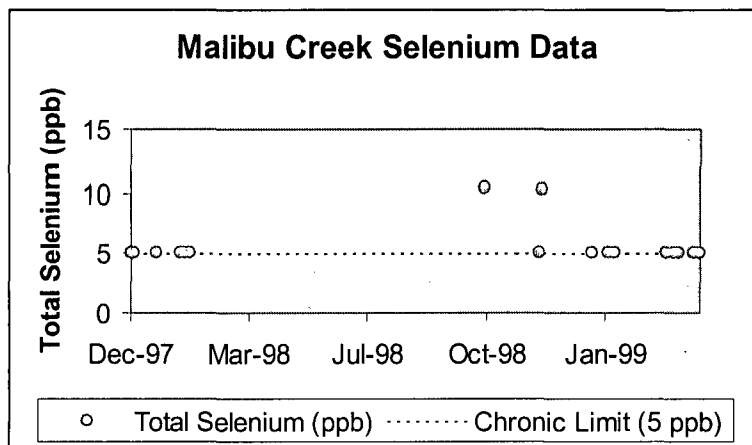 Malibu Creek Selenium Data
Total Selenium (ppb)
15
10
5
0
Dec-97 Mar-98 Jul-98 Oct-98 Jan-99
Total Selenium (ppb) Chronic Limit (5 ppb)